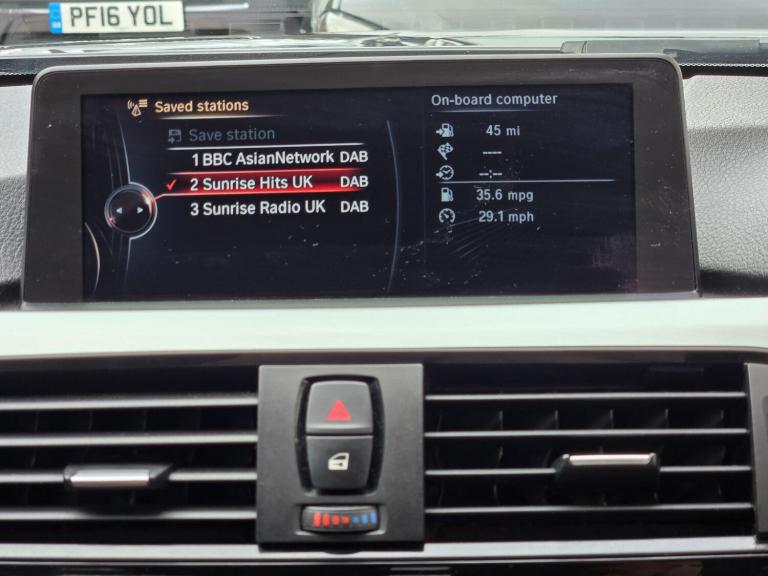 PF16 YOL
Saved stations
Save station
1 BBC AsianNetwork DAB
2 Sunrise Hits UK DAB
3 Sunrise Radio UK DAB
On-board computer
45 mi
----
--:--
35.6 mpg
29.1 mph